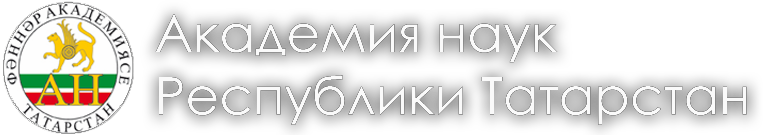 ФӘННӘР АКАДЕМИЯСЕ
АН
ТАТАРСТАН
Академия наук
Республики Татарстан